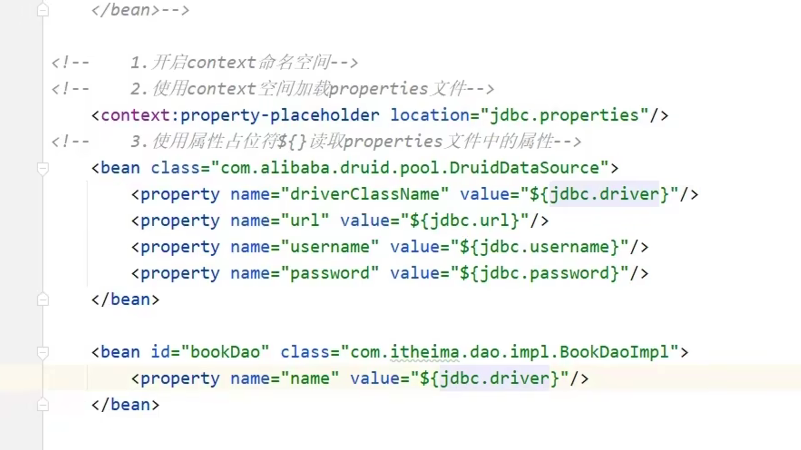 </bean>-->
<!--    1.开启context命名空间-->
<!--    2.使用context空间加载properties文件-->
<context:property-placeholder location="jdbc.properties"/>
<!--    3.使用属性占位符${}读取properties文件中的属性-->
<bean class="com.alibaba.druid.pool.DruidDataSource">
<property name="driverClassName" value="${jdbc.driver}"/>
<property name="url" value="${jdbc.url}"/>
<property name="username" value="${jdbc.username}"/>
<property name="password" value="${jdbc.password}"/>
</bean>
<bean id="bookDao" class="com.itheima.dao.impl.BookDaoImpl">
<property name="name" value="${jdbc.driver}"/>
</bean>